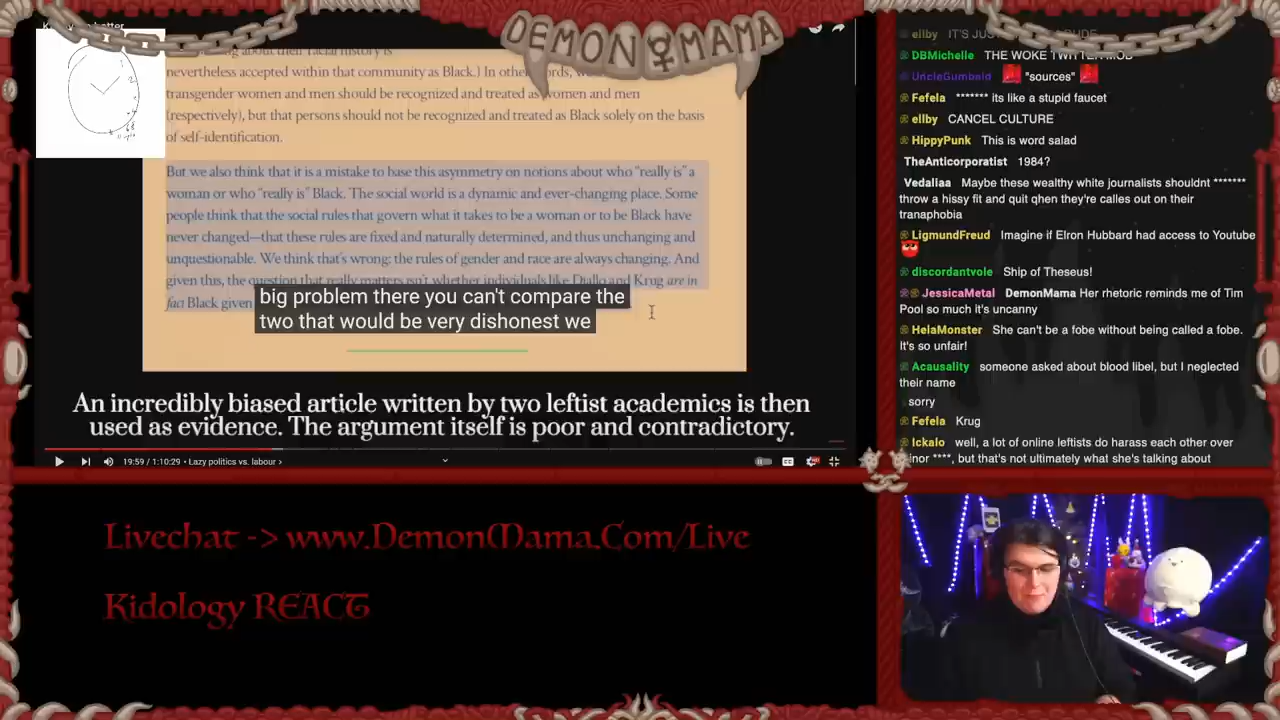 DEMON MAMA
nevertheless accepted within that community as Black.) In other
transgender women and men should be recognized and treated as women and men
(respectively), but that persons should not be recognized and treated as Black solely on the basis
of self-identification.
But we also think that it is a mistake to base this asymmetry on notions about who “really is” a
woman or who “really is” Black. The social world is a dynamic and ever-changing place. Some
people think that the social rules that govern what it takes to be a woman or to be Black have
never changed—that these rules are fixed and naturally determined, and thus unchanging and
unquestionable. We think that's wrong: the rules of gender and race are always changing. And
given this, the question that really matters isn't whether individuals like Diallo and Krug are in
fact Black given
big problem there you can't compare the
two that would be very dishonest we
An incredibly biased article written by two leftist academics is then
used as evidence. The argument itself is poor and contradictory.
19:59 / 1:10:29 • Lazy politics vs. labour >
Livechat -> www.DemonMama.Com/Live
Kidology REACT
ellby IT'S JUS
DBMichelle THE WOKE TWITTER MOB
UncleGumbald "sources"
Fefela ******* its like a stupid faucet
ellby CANCEL CULTURE
HippyPunk This is word salad
TheAnticorporatist 1984?
Vedaliaa Maybe these wealthy white journalists shouldnt *******
throw a hissy fit and quit qhen they're calles out on their
tranaphobia
LigmundFreud Imagine if Elron Hubbard had access to Youtube
discordantvole Ship of Theseus!
JessicaMetal DemonMama Her rhetoric reminds me of Tim
Pool so much it's uncanny
HelaMonster She can't be a fobe without being called a fobe.
It's so unfair!
Acausality someone asked about blood libel, but I neglected
their name
sorry
Fefela Krug
Ickalo well, a lot of online leftists do harass each other over
inor ****, but that's not ultimately what she's talking about